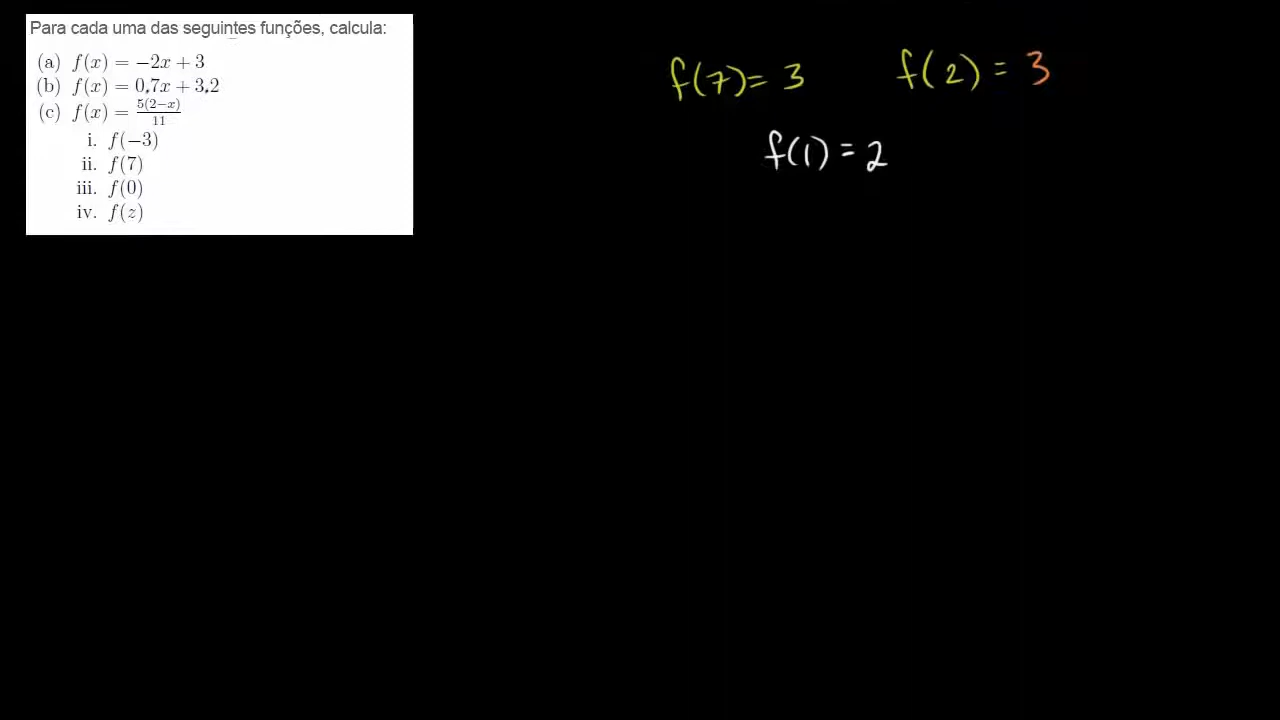 Para cada uma das seguintes funções, calcula:
(a) f(x) = −2x + 3
(b) f(x) = 0,7x + 3,2
(c) f(x) = 5(2−x)/11
i. f(−3)
ii. f(7)
iii. f(0)
iv. f(z)
f(7) = 3
f(2) = 3
f(1) = 2